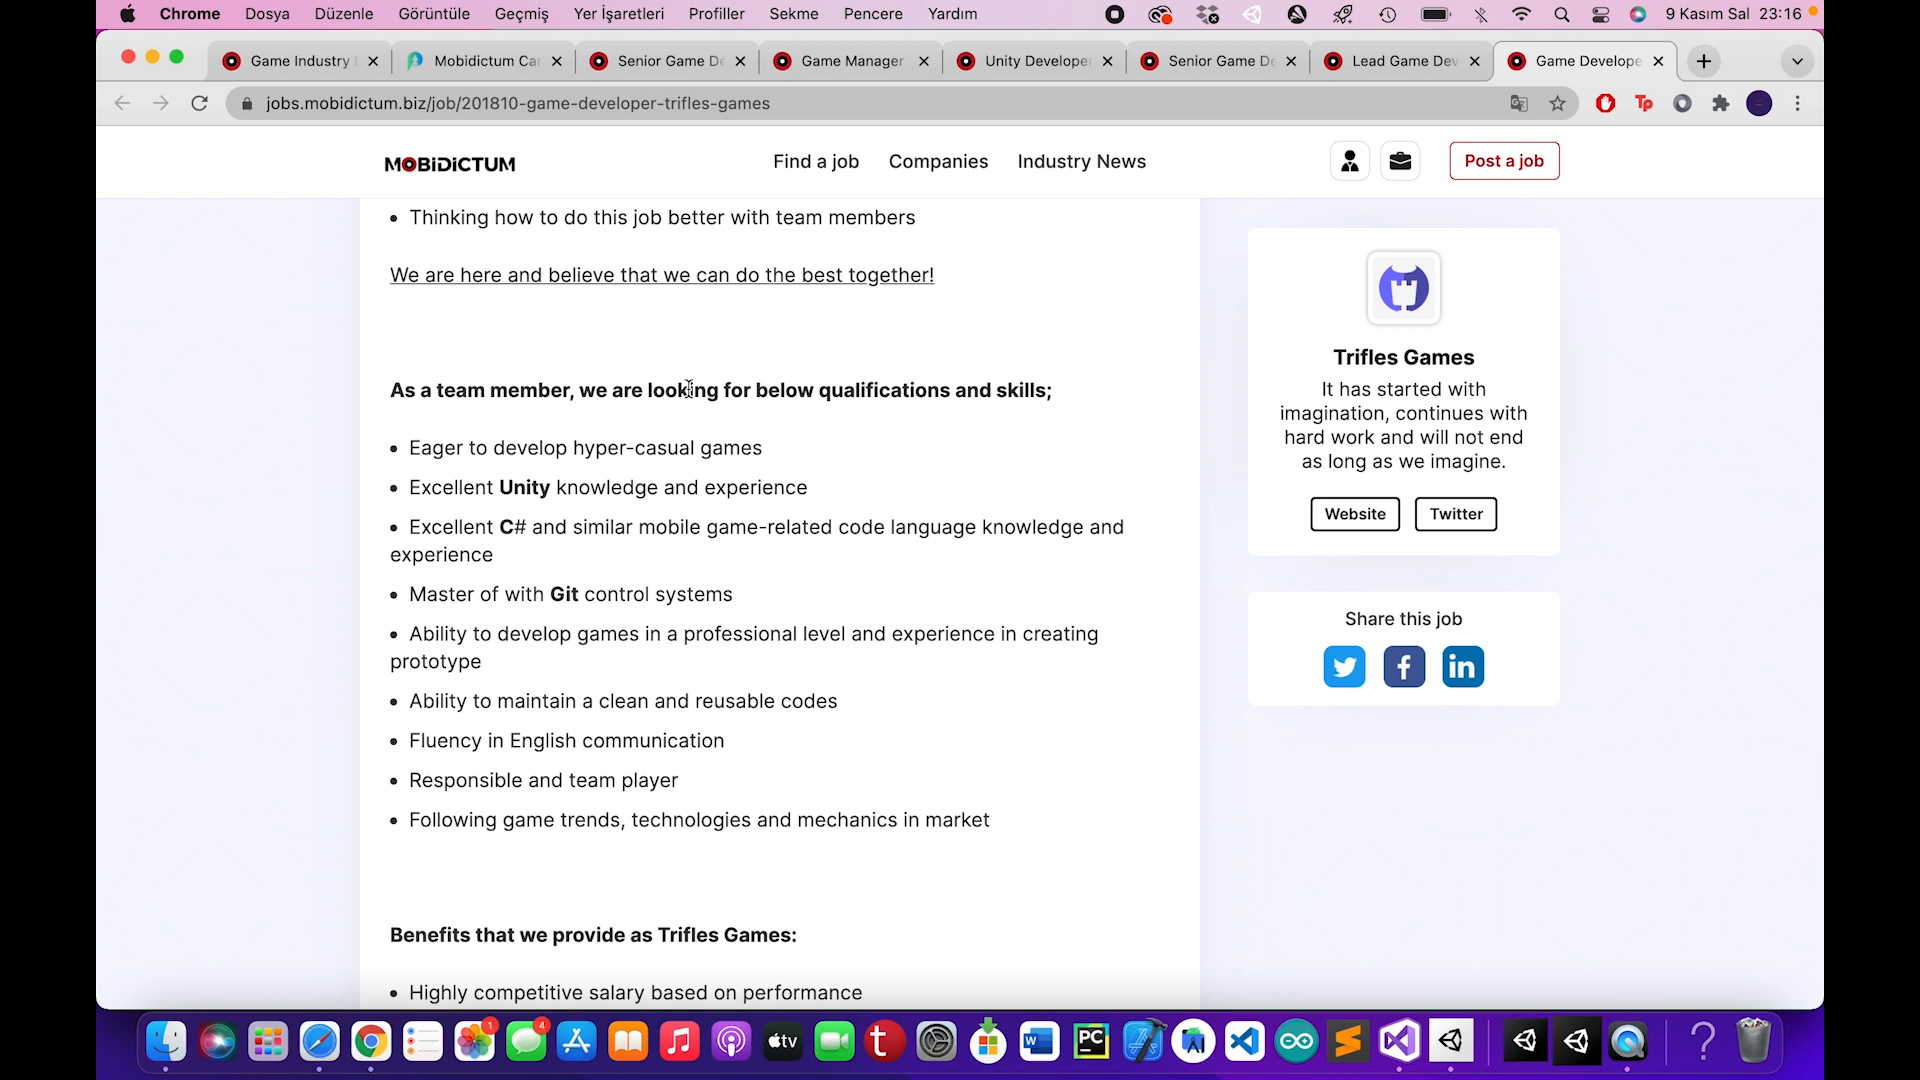 Chrome Dosya Düzenle Görüntüle Geçmiş Yer İşaretleri Profiller Sekme Pencere Yardım 9 Kasım Sal 23:16
Game Industry Mobidictum Car Senior Game De Game Manager Unity Developer Senior Game De Lead Game Dev Game Develope
jobs.mobidictum.biz/job/201810-game-developer-trifles-games
MOBiDiCTUM Find a job Companies Industry News Post a job
• Thinking how to do this job better with team members
We are here and believe that we can do the best together!
As a team member, we are looking for below qualifications and skills;
• Eager to develop hyper-casual games
• Excellent Unity knowledge and experience
• Excellent C# and similar mobile game-related code language knowledge and
experience
• Master of with Git control systems
• Ability to develop games in a professional level and experience in creating
prototype
• Ability to maintain a clean and reusable codes
• Fluency in English communication
• Responsible and team player
• Following game trends, technologies and mechanics in market
Benefits that we provide as Trifles Games:
• Highly competitive salary based on performance
Trifles Games
It has started with
imagination, continues with
hard work and will not end
as long as we imagine.
Website Twitter
Share this job
1 4 tv W PC